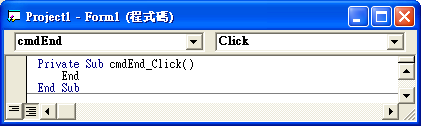 Project1 - Form1 (程式碼)
cmdEnd Click
Private Sub cmdEnd_Click()
    End
End Sub